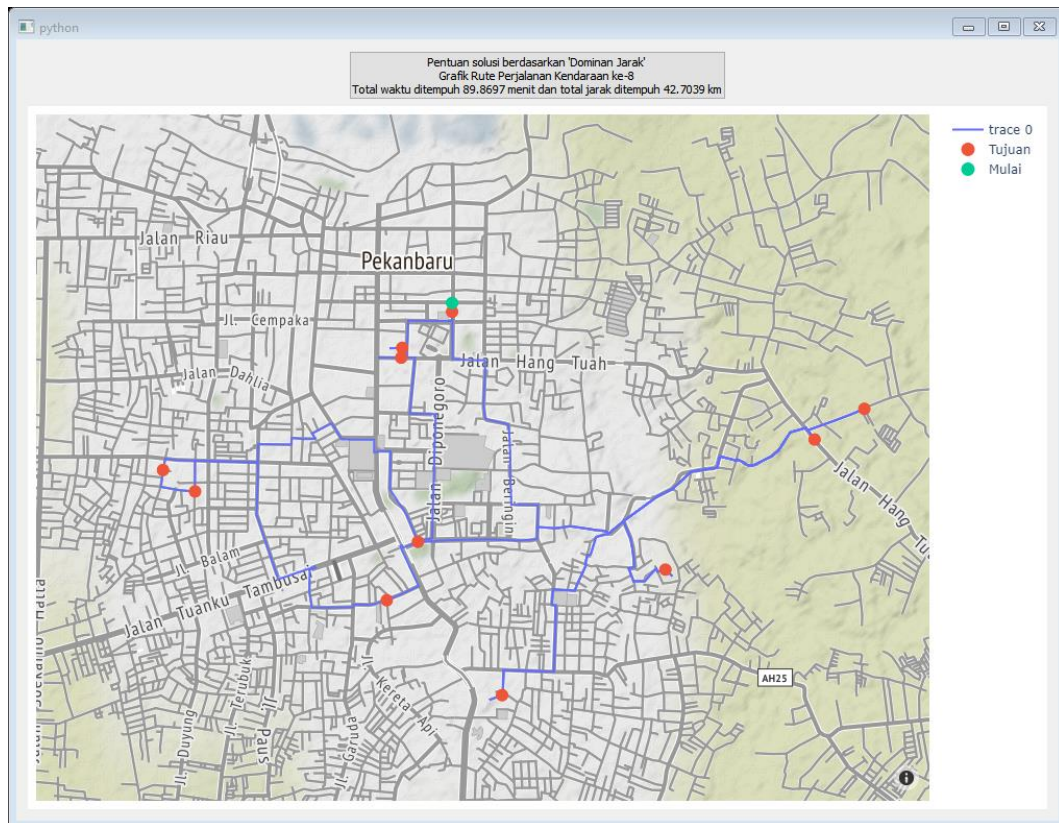 python
Pentuan solusi berdasarkan 'Dominan Jarak'
Grafik Rute Perjalanan Kendaraan ke-8
Total waktu ditempuh 89.8697 menit dan total jarak ditempuh 42.7039 km
trace 0
Tujuan
Mulai
Jalan Riau
Pekanbaru
Jl. Cempaka
Jalan Hang Tuah
Jalan Dahlia
Jalan Diponegoro
Jalan Beringin
Jalan Hang Tu
Jl. Balam
Jalan Tuanku Tambusai
AH25
Jl. Kereta Api
Jl. Terubuk
Jl. Paus
Jl. Duyung